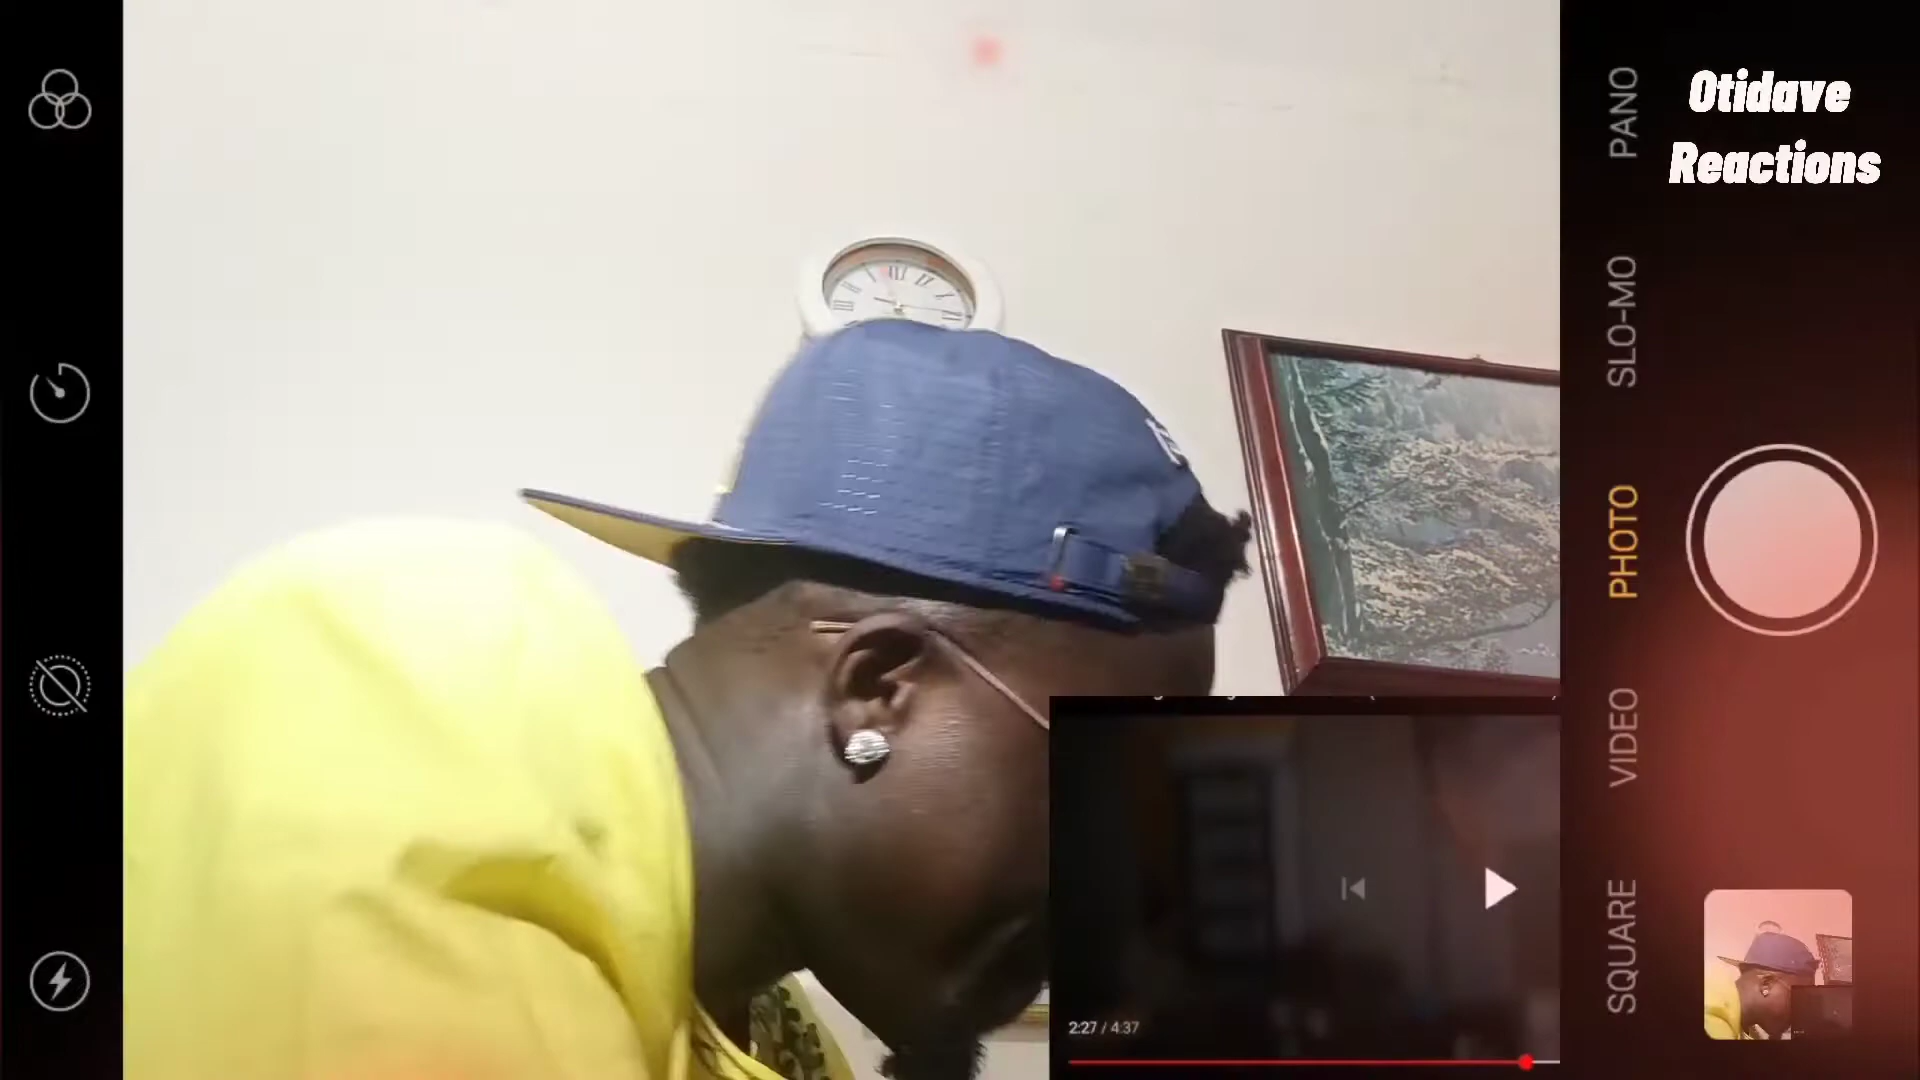 Otidave
Reactions
PANO
SLO-MO
PHOTO
VIDEO
SQUARE
2:27 / 4:37